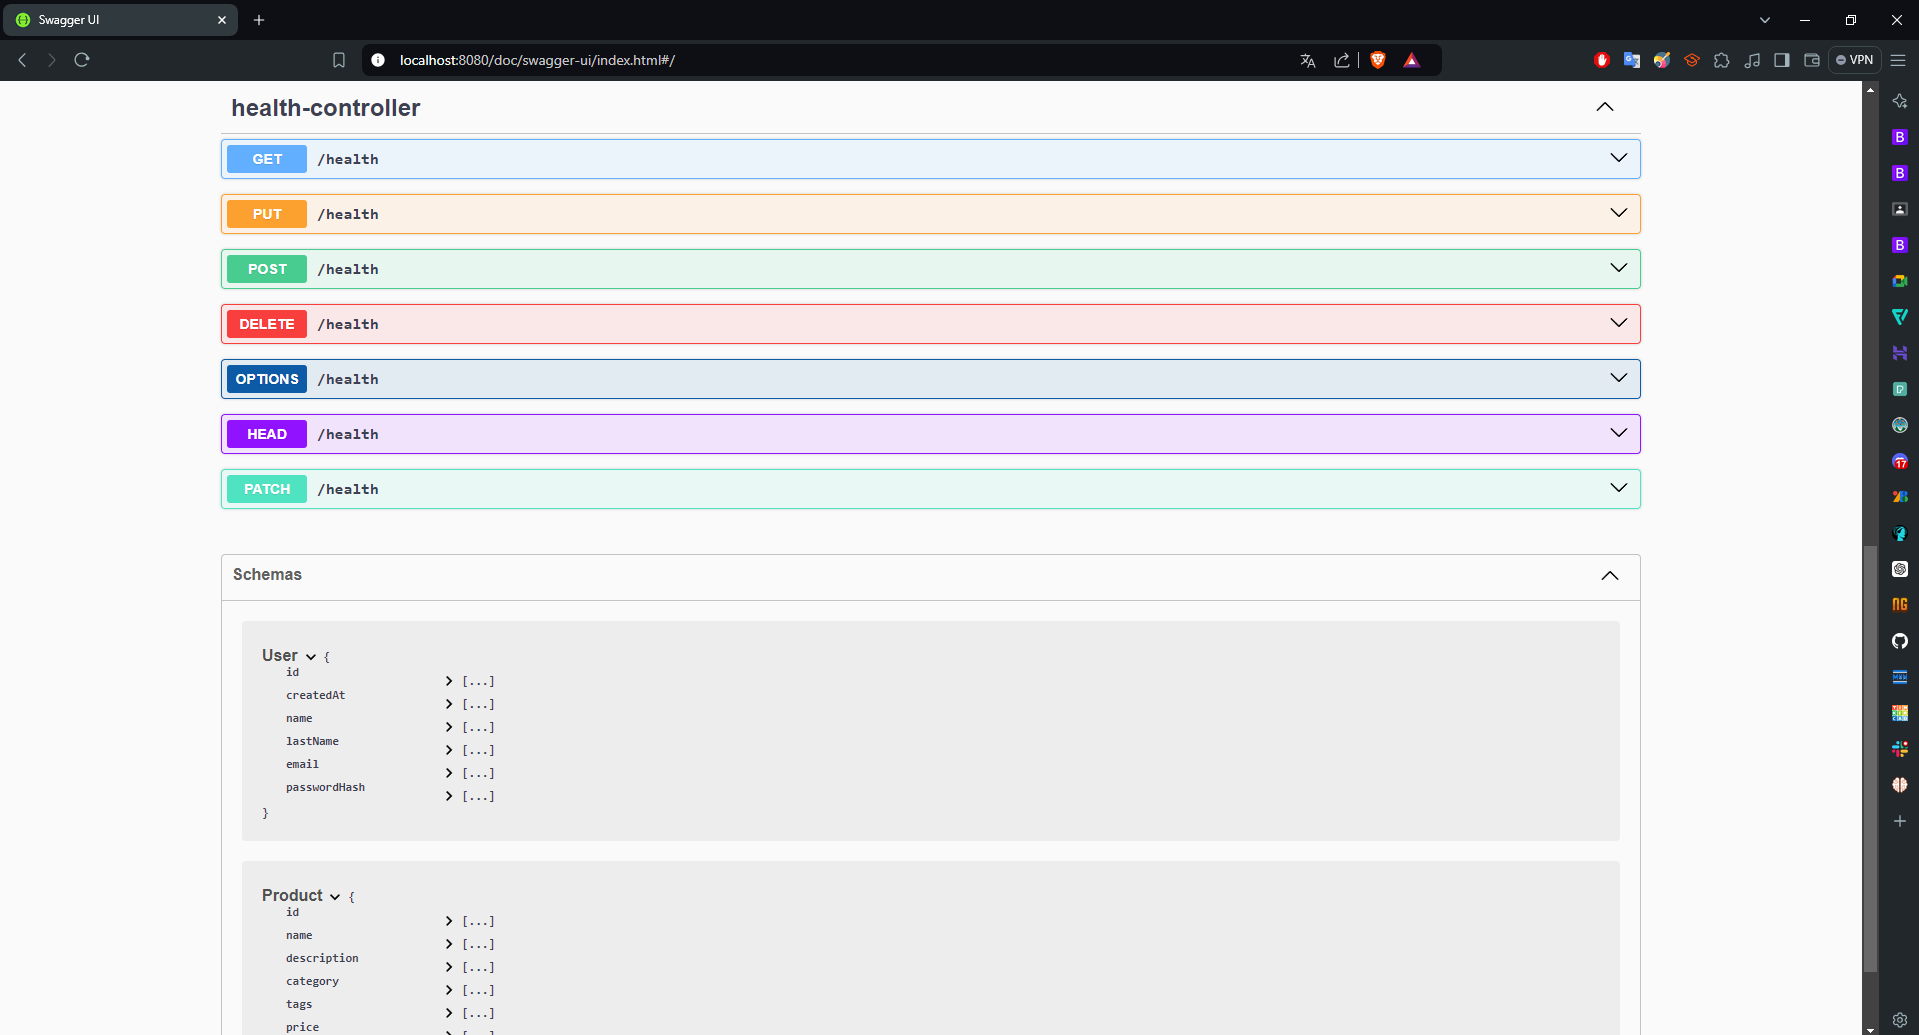 Swagger UI
localhost:8080/doc/swagger-ui/index.html#/
VPN
health-controller
GET /health
PUT /health
POST /health
DELETE /health
OPTIONS /health
HEAD /health
PATCH /health
Schemas
User {
id
[...]
createdAt
[...]
name
[...]
lastName
[...]
email
[...]
passwordHash
[...]
}
Product {
id
[...]
name
[...]
description
[...]
category
[...]
tags
[...]
price
B
B
B
17
NG